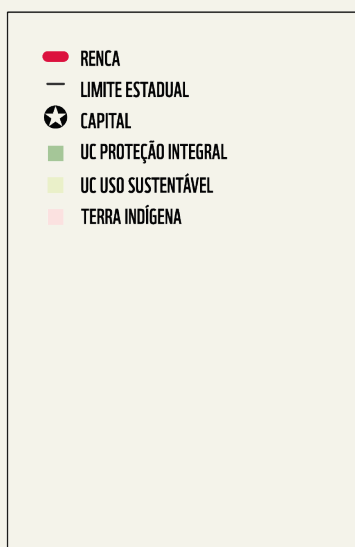 RENCA
LIMITE ESTADUAL
CAPITAL
UC PROTEÇÃO INTEGRAL
UC USO SUSTENTÁVEL
TERRA INDÍGENA